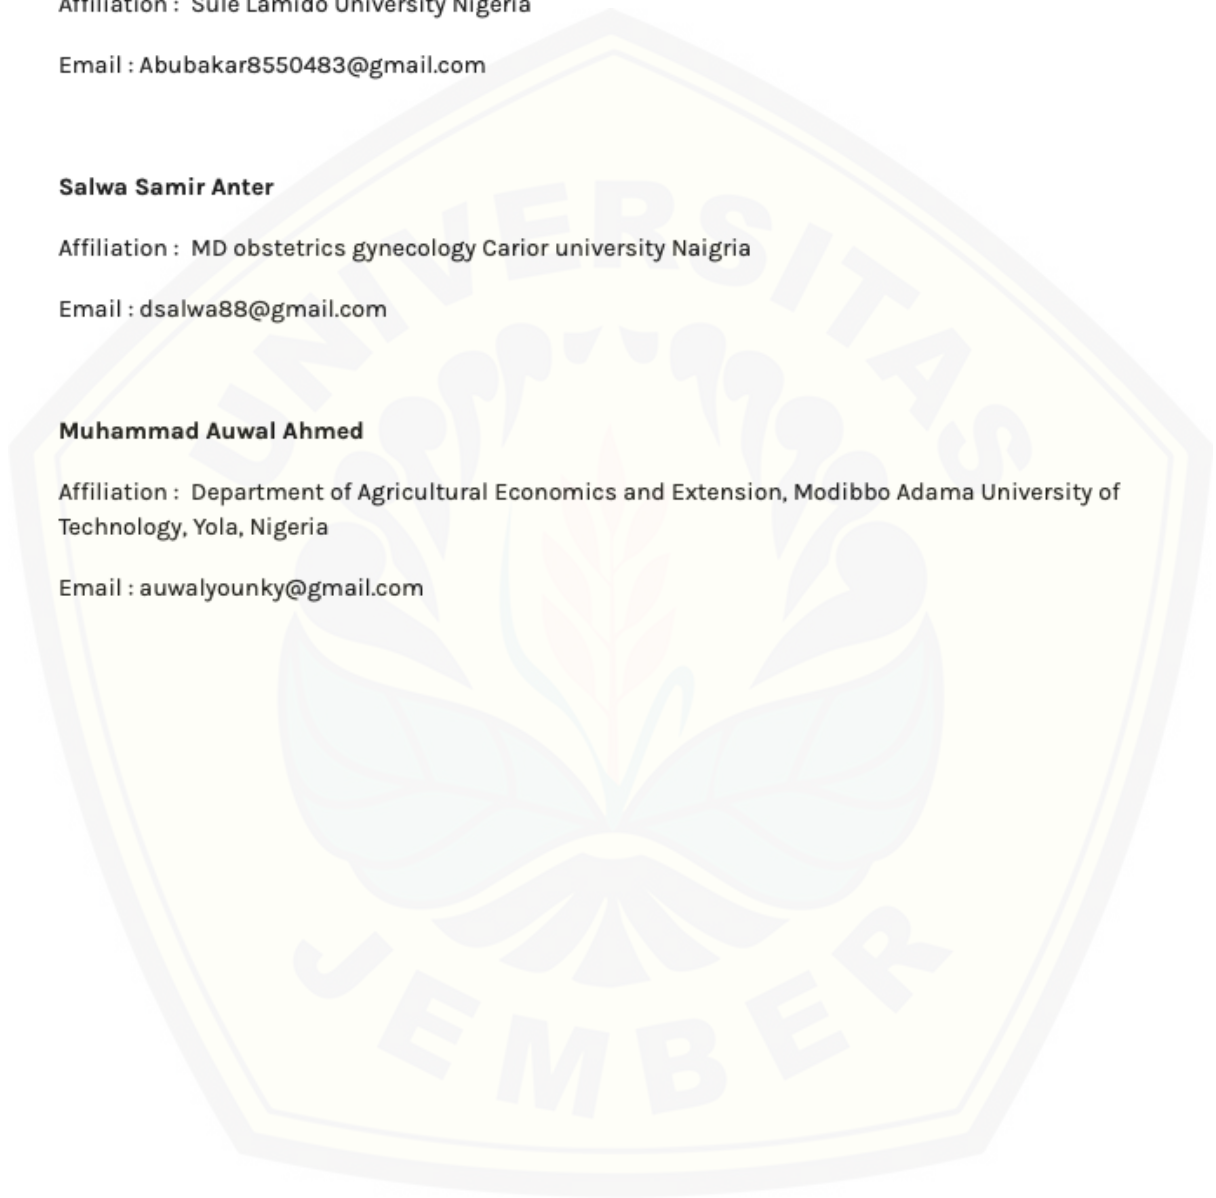 Affiliation :  Sule Lamido University Nigeria
Email : Abubakar8550483@gmail.com
Salwa Samir Anter
Affiliation :  MD obstetrics gynecology Carior university Naigria
Email : dsalwa88@gmail.com
Muhammad Auwal Ahmed
Affiliation :  Department of Agricultural Economics and Extension, Modibbo Adama University of
Technology, Yola, Nigeria
Email : auwalyounky@gmail.com
UNIVERSITAS
JEMBER